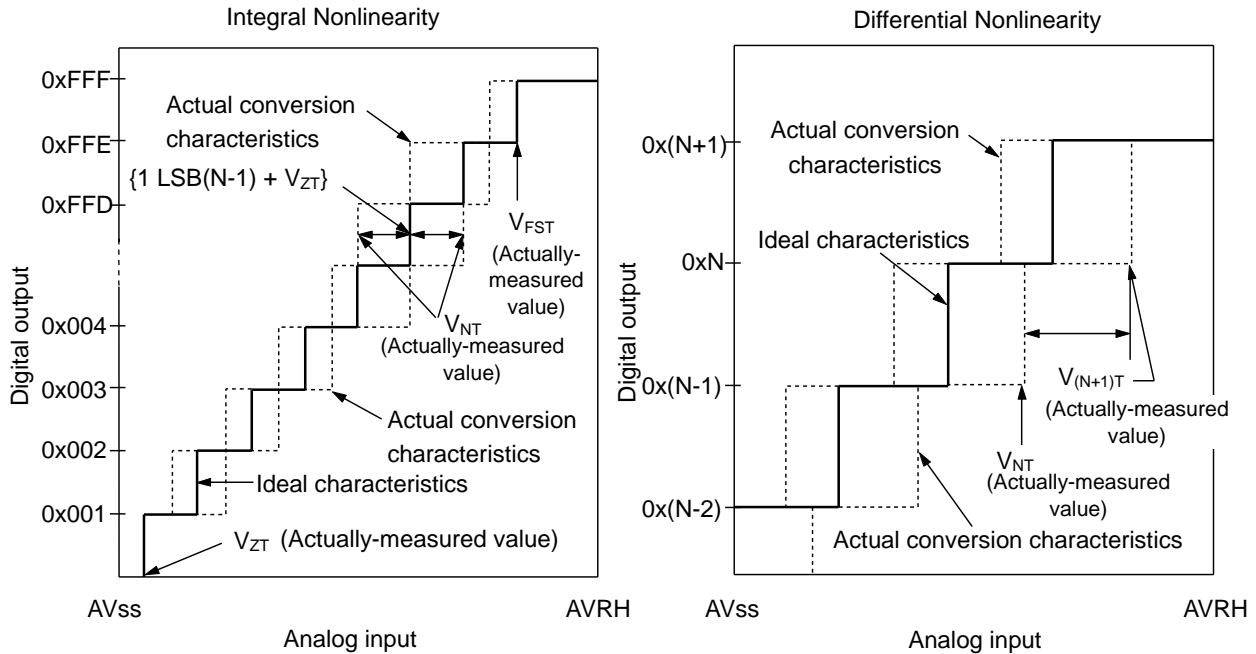 Integral Nonlinearity
0xFFF
0xFFE
0xFFD
0x004
0x003
0x002
0x001
Digital output
Actual conversion
characteristics
{1 LSB(N-1) + VZT}
VFST
(Actually-
measured
value)
VNT
(Actually-measured
value)
Actual conversion
characteristics
Ideal characteristics
VZT (Actually-measured value)
AVss
AVRH
Analog input
Differential Nonlinearity
0x(N+1)
0xN
0x(N-1)
0x(N-2)
Digital output
Actual conversion
characteristics
Ideal characteristics
V(N+1)T
(Actually-measured
value)
VNT
(Actually-measured
value)
Actual conversion characteristics
AVss
AVRH
Analog input